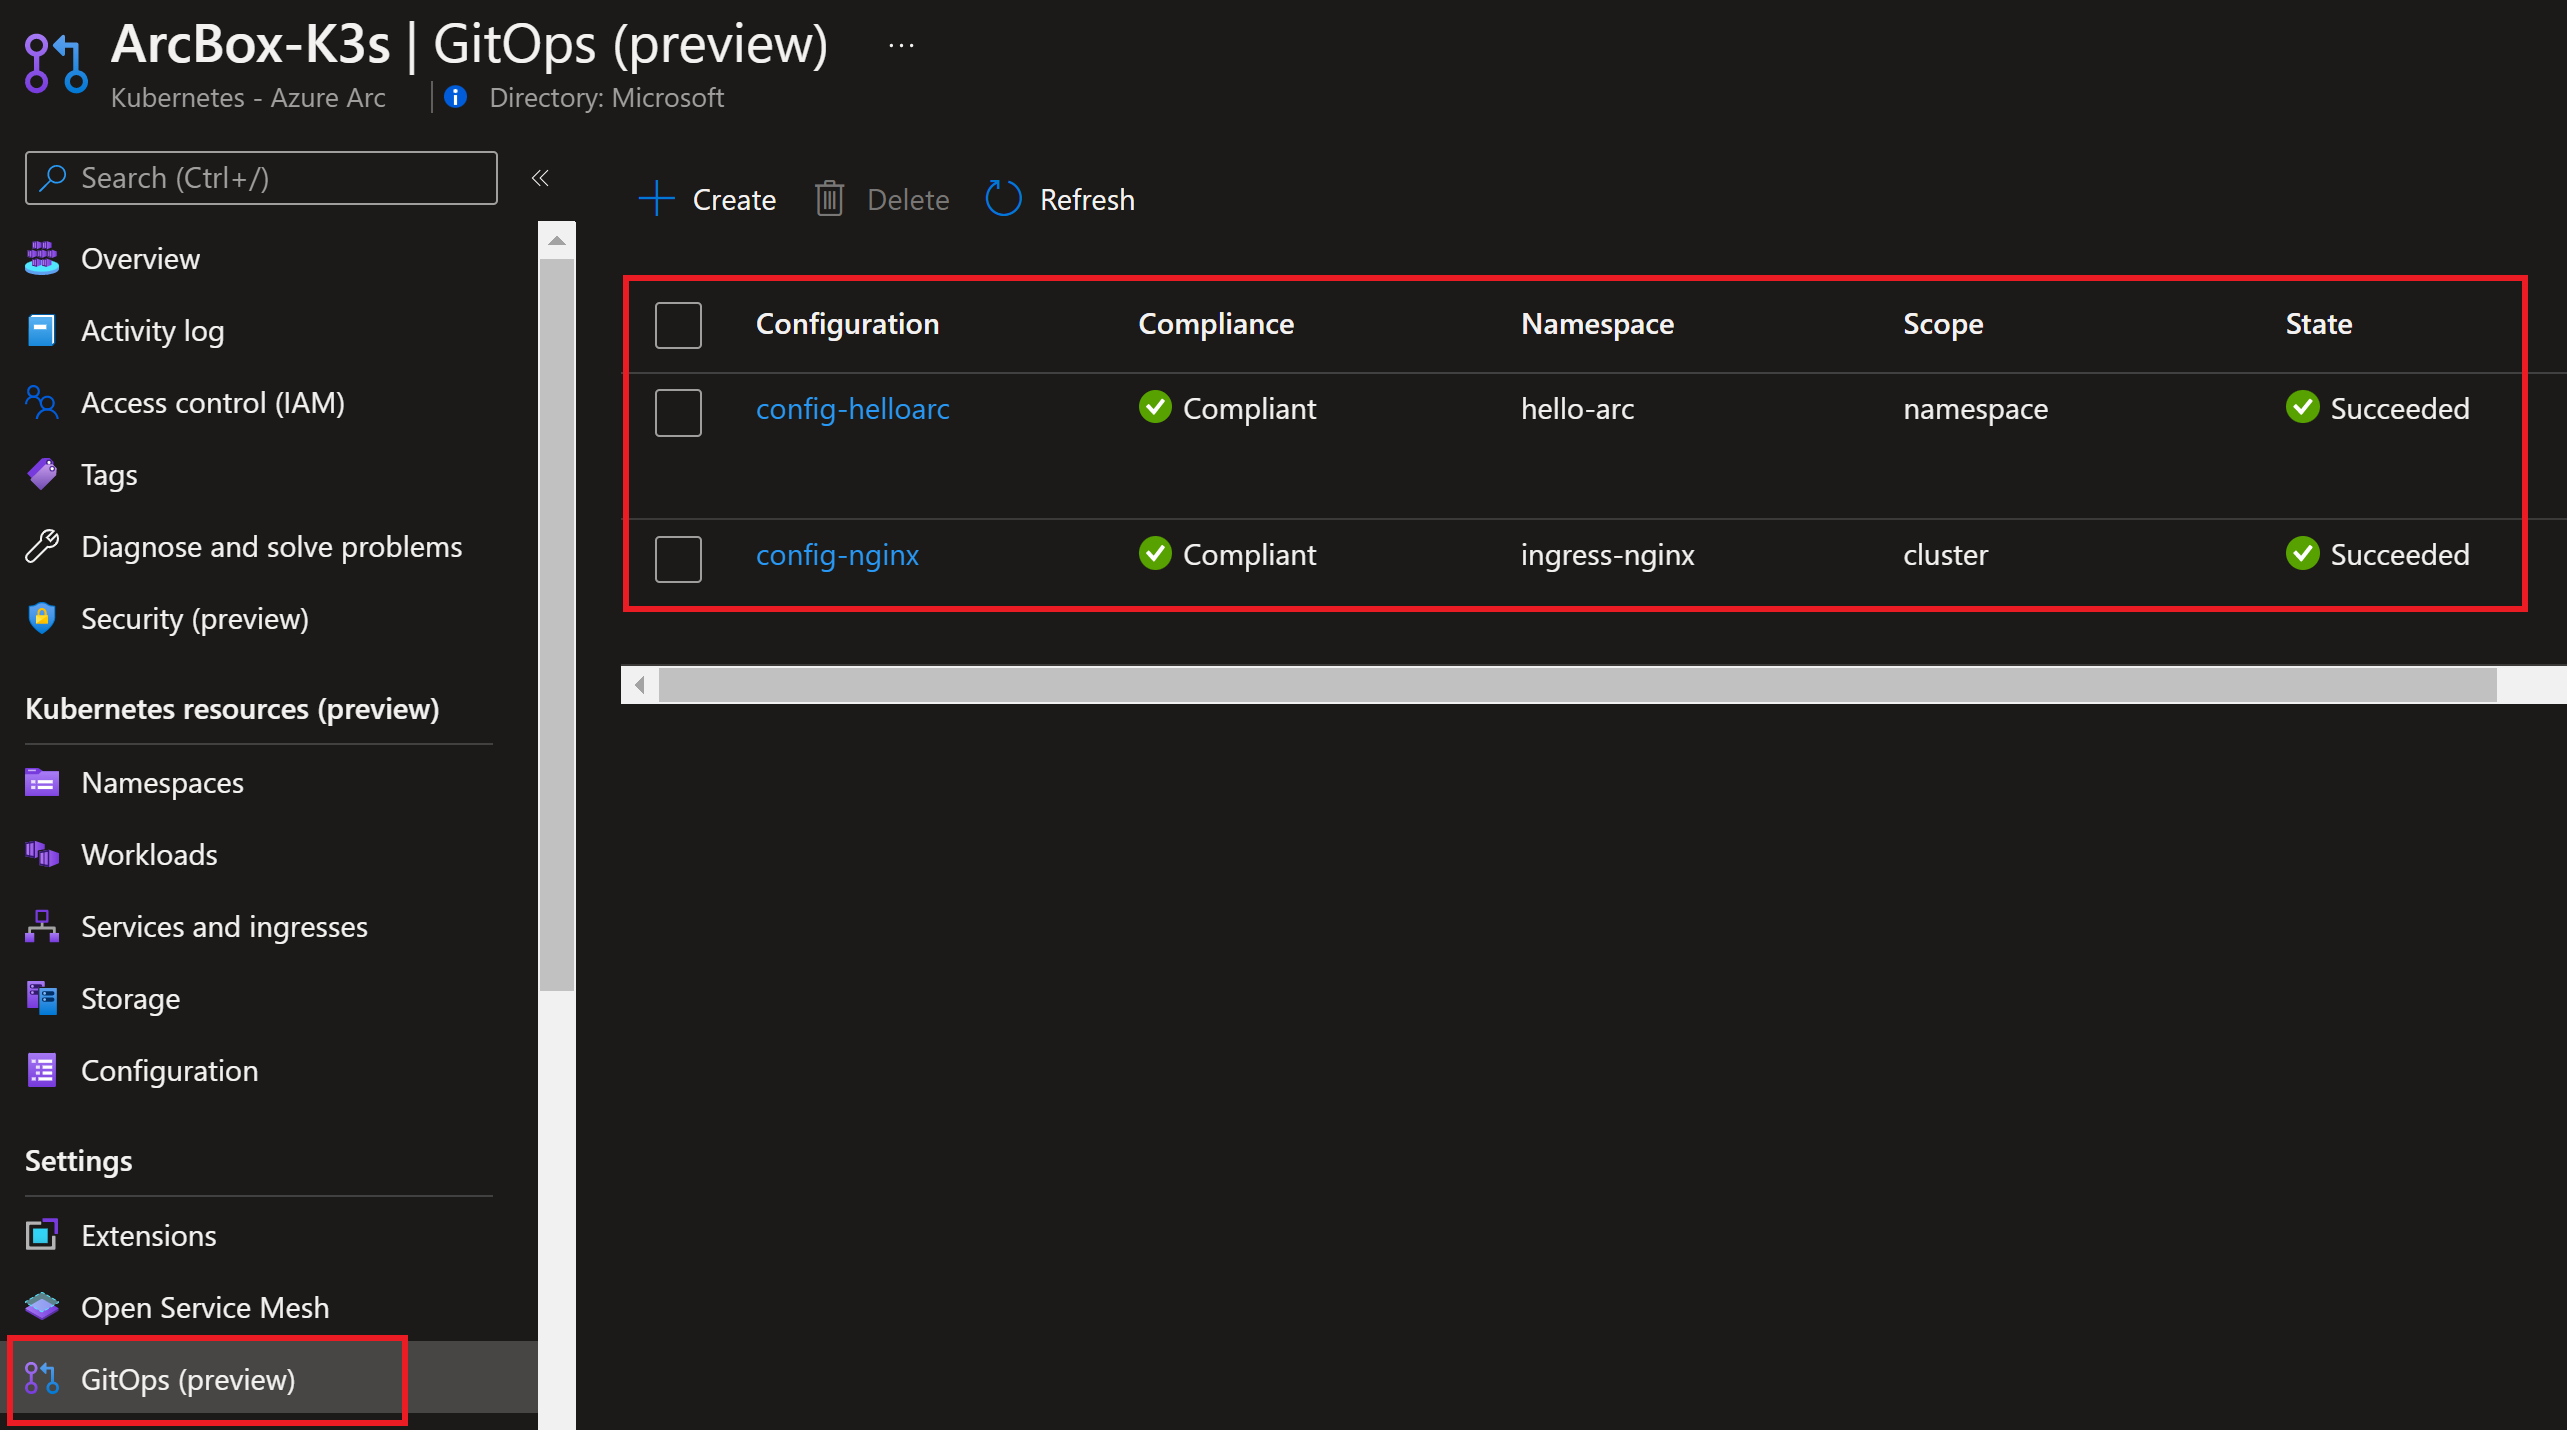 ArcBox-K3s | GitOps (preview) ...
Kubernetes - Azure Arc | Directory: Microsoft
Search (Ctrl+/)
«
Overview
Activity log
Access control (IAM)
Tags
Diagnose and solve problems
Security (preview)
Kubernetes resources (preview)
Namespaces
Workloads
Services and ingresses
Storage
Configuration
Settings
Extensions
Open Service Mesh
GitOps (preview)
Create Delete Refresh
Configuration Compliance Namespace Scope State
config-helloarc Compliant hello-arc namespace Succeeded
config-nginx Compliant ingress-nginx cluster Succeeded